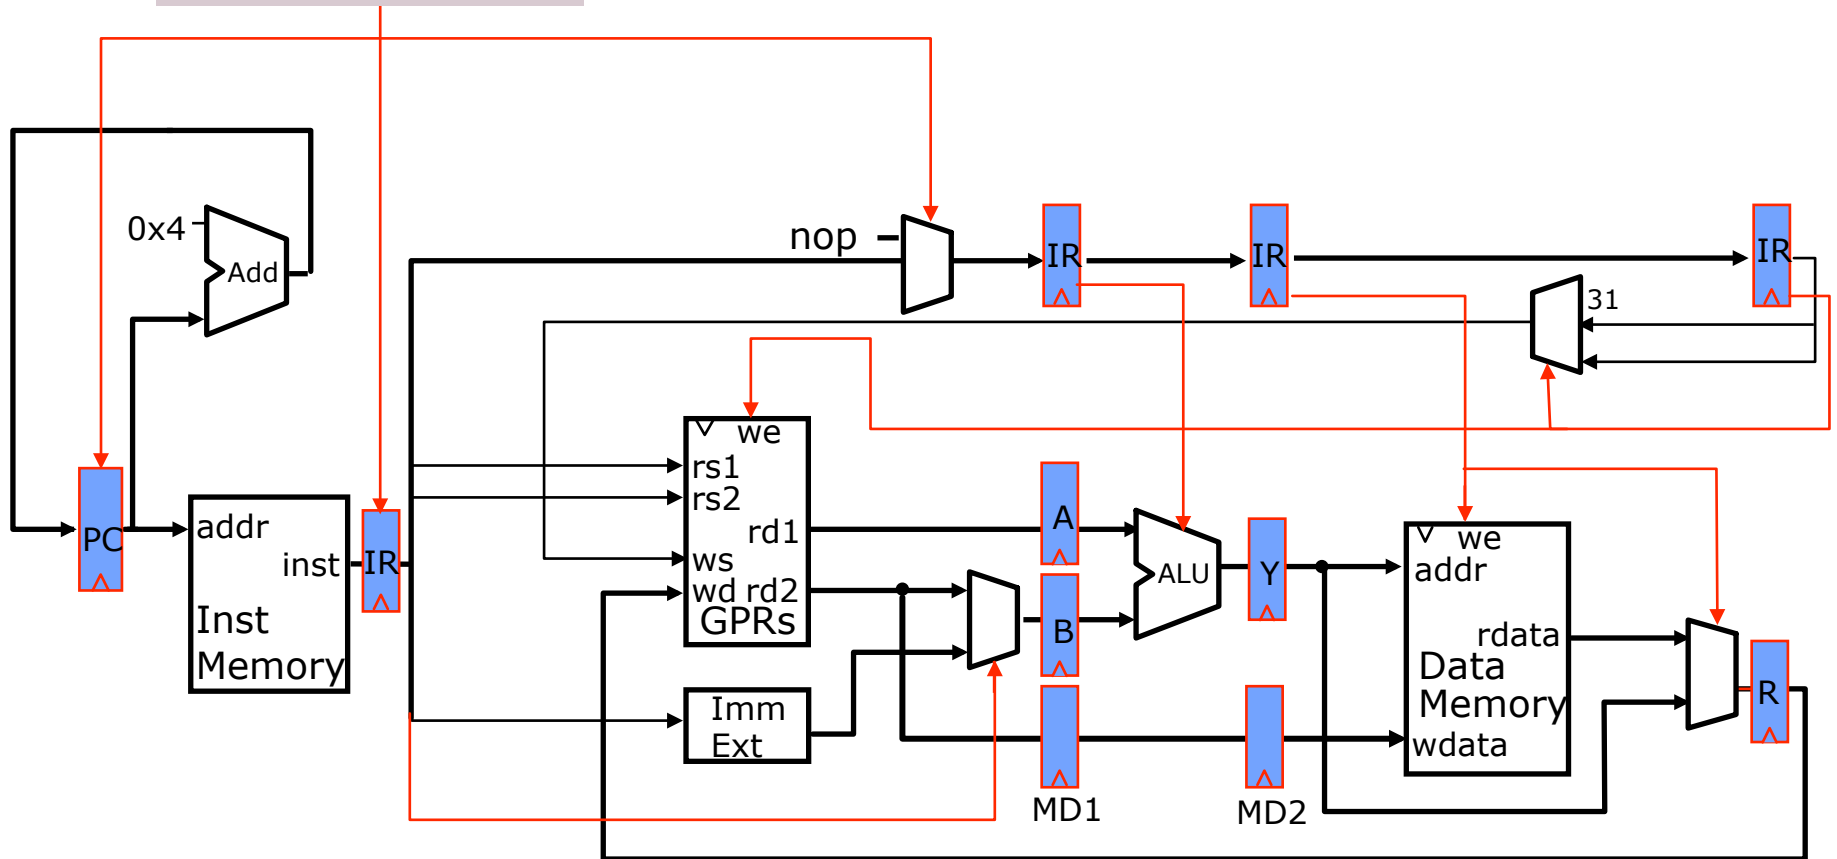 0x4
Add
nop
IR
IR
IR
31
we
rs1
rs2
rd1
ws
wd rd2
GPRs
PC
addr
inst
Inst
Memory
IR
A
B
ALU
Y
we
addr
rdata
Data
Memory
wdata
R
Imm
Ext
MD1
MD2